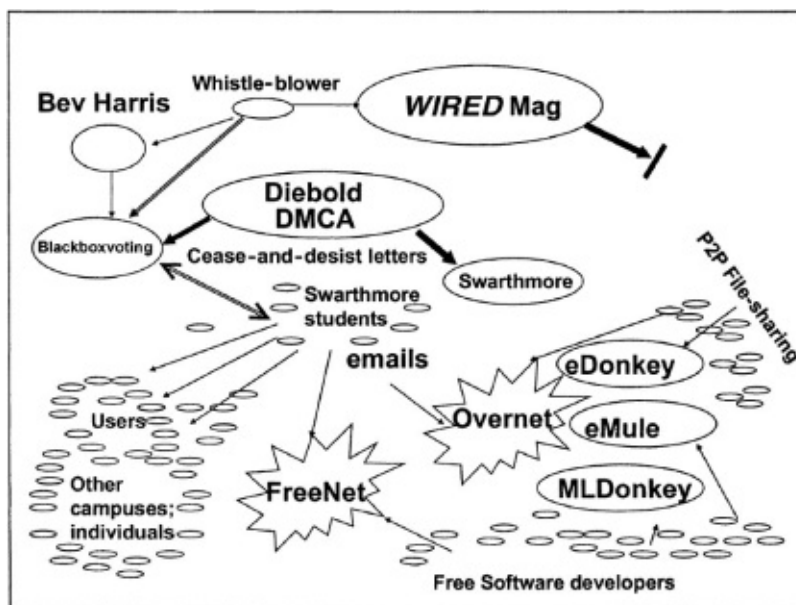 Whistle-blower
Bev Harris
WIRED Mag
Diebold
DMCA
Blackboxvoting
Cease-and-desist letters
Swarthmore
P2P File-sharing
Swarthmore
students
emails
eDonkey
Overnet
eMule
Users
FreeNet
MLDonkey
Other
campuses;
individuals
Free Software developers